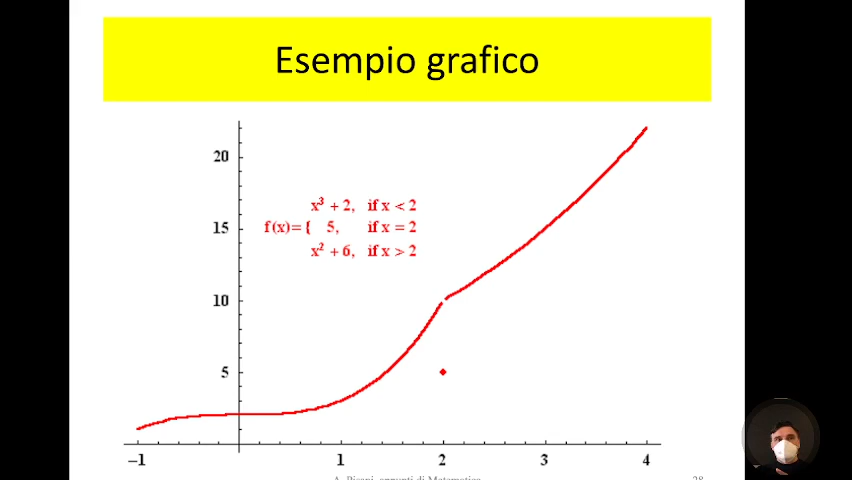 Esempio grafico
20
x³ + 2, if x < 2
15
f(x)={ 5, if x = 2
x² + 6, if x > 2
10
5
−1 1 2 3 4
A. Pisani, appunti di Matematica 28